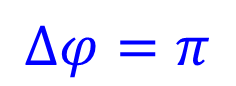 Δφ = π